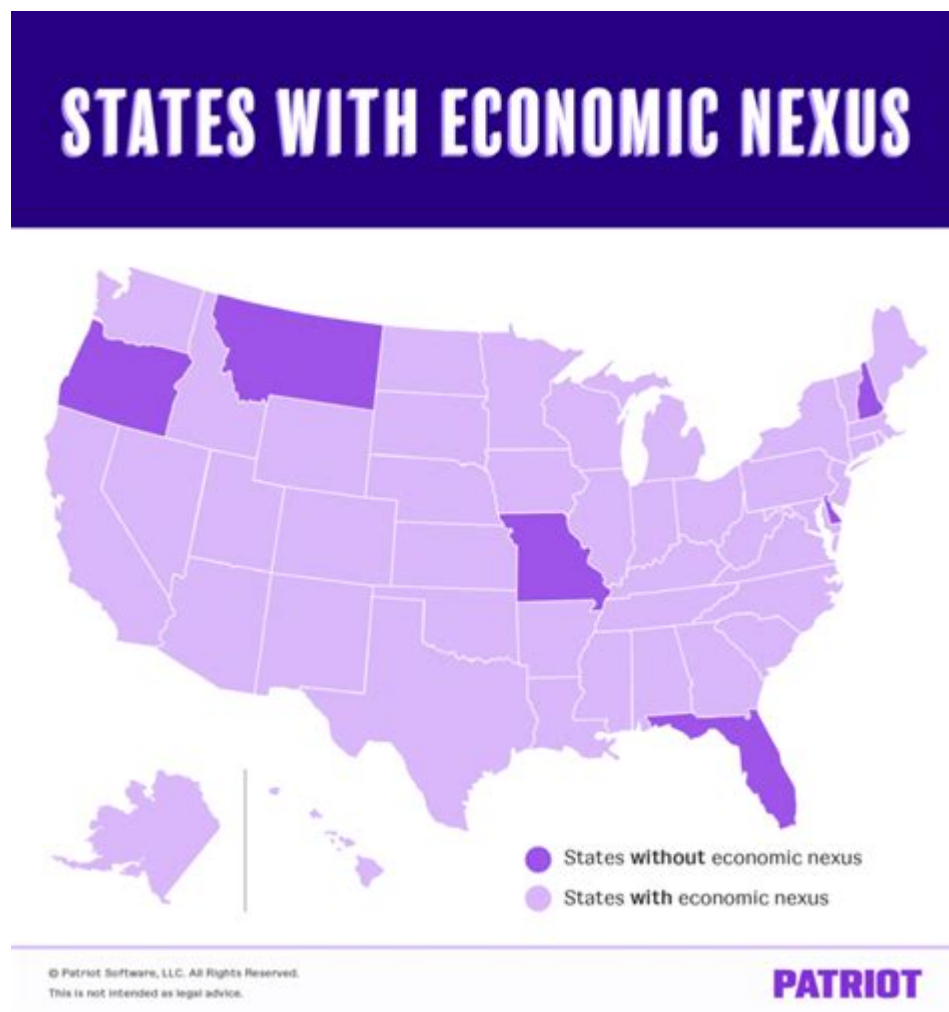 STATES WITH ECONOMIC NEXUS
States without economic nexus
States with economic nexus
© Patriot Software, LLC. All Rights Reserved.
This is not intended as legal advice.
PATRIOT